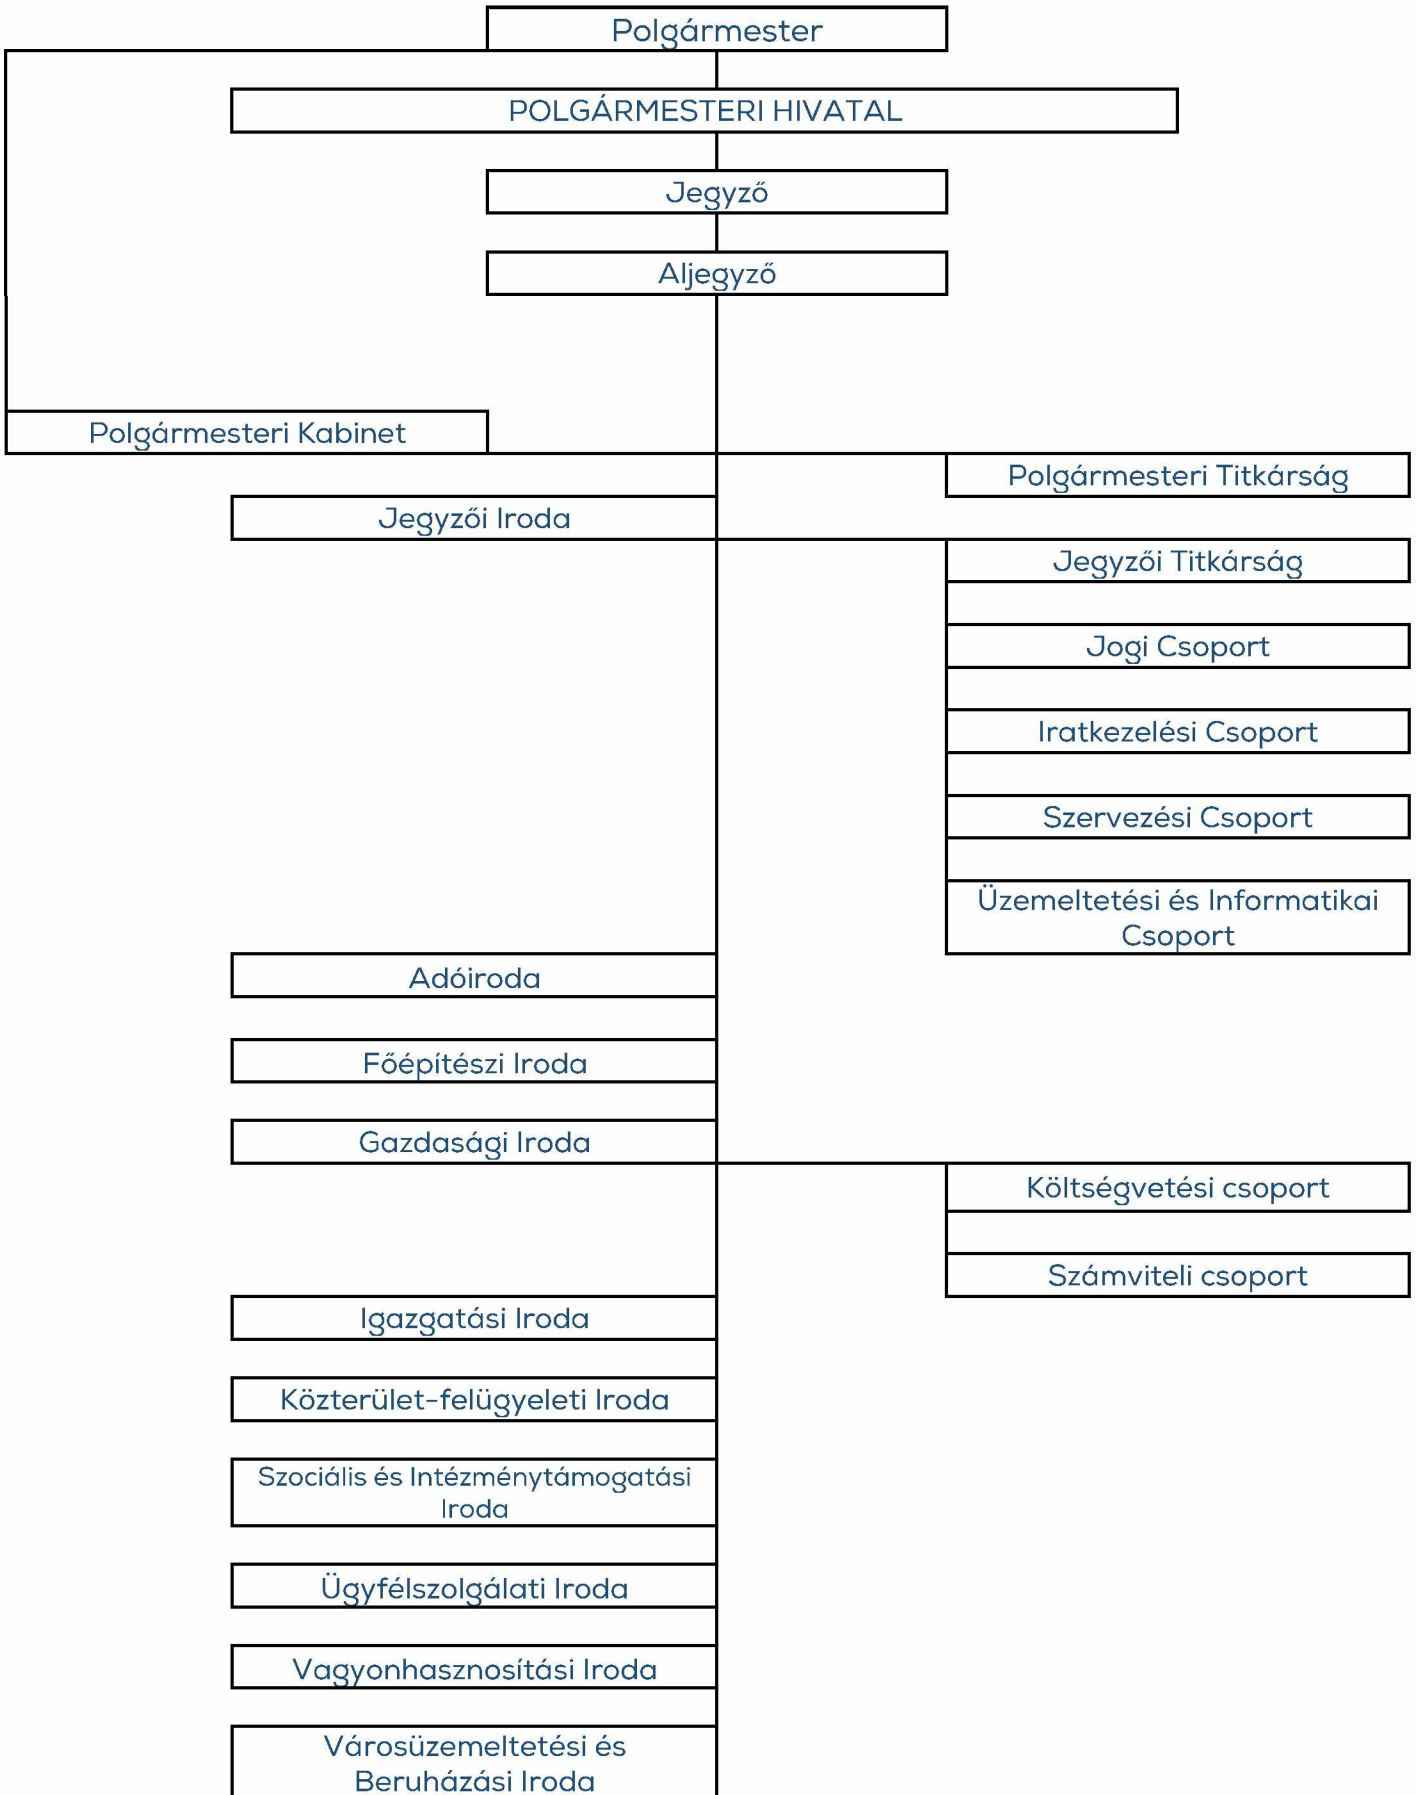 Polgármester
POLGÁRMESTERI HIVATAL
Jegyző
Aljegyző
Polgármesteri Kabinet
Polgármesteri Titkárság
Jegyzői Iroda
Jegyzői Titkárság
Jogi Csoport
Iratkezelési Csoport
Szervezési Csoport
Üzemeltetési és Informatikai
Csoport
Adóiroda
Főépítészi Iroda
Gazdasági Iroda
Költségvetési csoport
Számviteli csoport
Igazgatási Iroda
Közterület-felügyeleti Iroda
Szociális és Intézménytámogatási
Iroda
Ügyfélszolgálati Iroda
Vagyonhasznosítási Iroda
Városüzemeltetési és
Beruházási Iroda